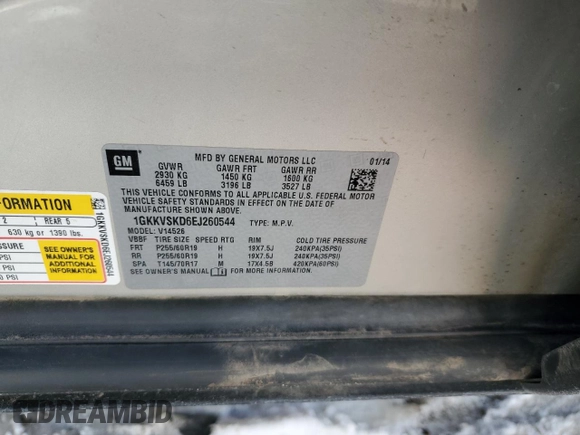 GM
MFD BY GENERAL MOTORS LLC 01/14
GVWR GAWR FRT GAWR RR
2930 KG 1450 KG 1600 KG
6459 LB 3196 LB 3527 LB
THIS VEHICLE CONFORMS TO ALL APPLICABLE U.S. FEDERAL MOTOR
VEHICLE SAFETY STANDARDS IN EFFECT ON THE DATE OF
MANUFACTURE SHOWN ABOVE.
1GKKVSKD6EJ260544 TYPE: M.P.V.
MODEL: V14526
VBBF TIRE SIZE SPEED RTG RIM COLD TIRE PRESSURE
FRT P255/60R19 H 19X7.5J 240KPA(35PSI)
RR P255/60R19 H 19X7.5J 240KPA(35PSI)
SPA T145/70R17 M 17X4.5B 420KPA(60PSI)
SEE OWNER'S MANUAL FOR ADDITIONAL INFORMATION.
FORMATION
2 REAR 5
630 kg or 1390 lbs.
SEE OWNER'S
MANUAL FOR
ADDITIONAL
INFORMATION
PSI
PSI
PSI
1GKKVSKD6EJ260544
DREAMBID